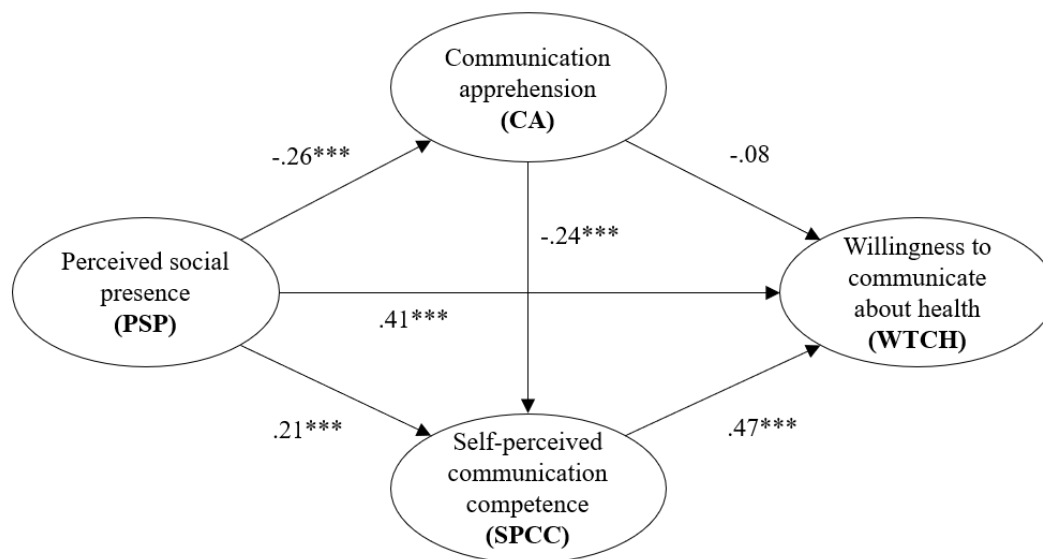 Communication
apprehension
(CA)
-.26***
-.08
-.24***
Perceived social
presence
(PSP)
Willingness to
communicate
about health
(WTCH)
.41***
.21***
.47***
Self-perceived
communication
competence
(SPCC)